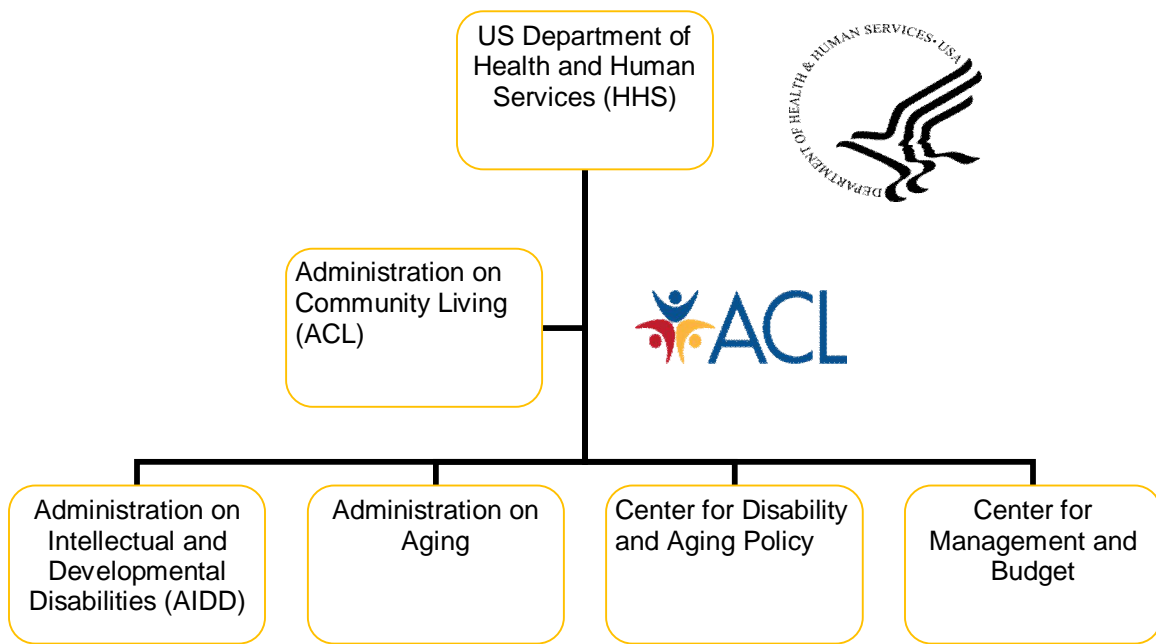 US Department of
Health and Human
Services (HHS)
DEPARTMENT OF HEALTH & HUMAN SERVICES • USA
Administration on
Community Living
(ACL)
ACL
Administration on
Intellectual and
Developmental
Disabilities (AIDD)
Administration on
Aging
Center for Disability
and Aging Policy
Center for
Management and
Budget